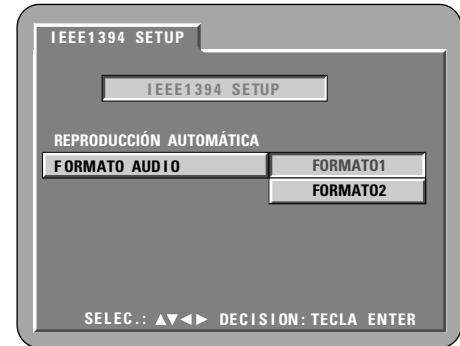 IEEE1394 SETUP
IEEE1394 SETUP
REPRODUCCIÓN AUTOMÁTICA
FORMATO AUDIO FORMATO1
FORMATO2
SELEC.: ▲▼◄► DECISION: TECLA ENTER